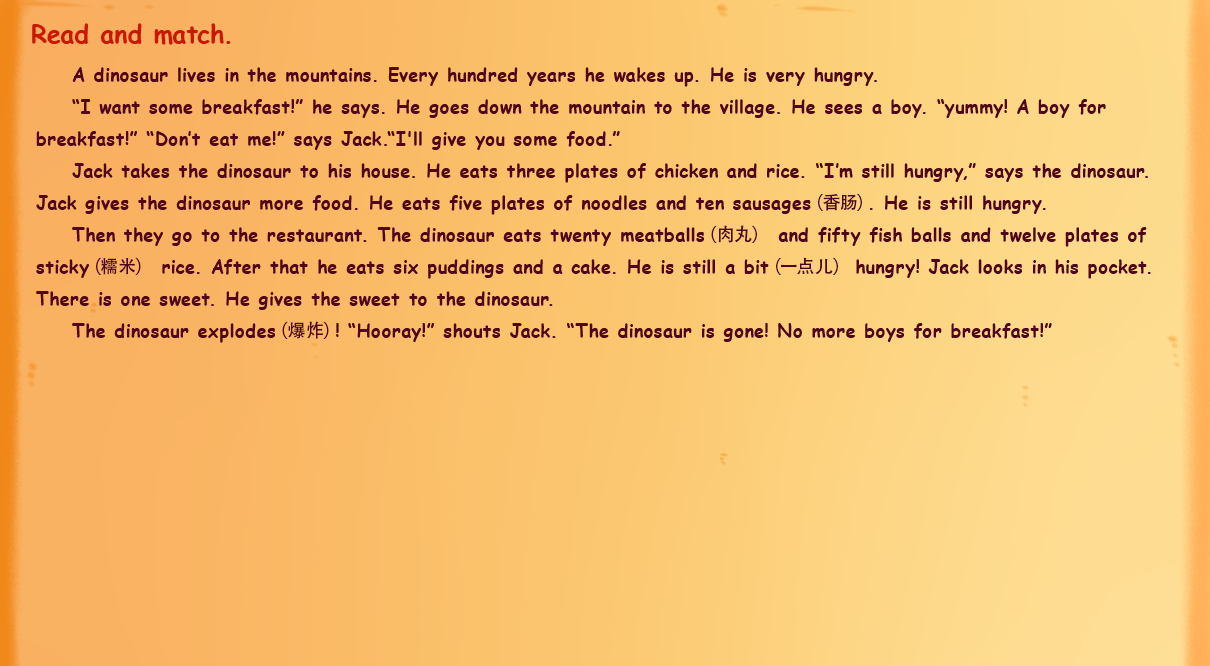 Read and match.
A dinosaur lives in the mountains. Every hundred years he wakes up. He is very hungry.
“I want some breakfast!” he says. He goes down the mountain to the village. He sees a boy. “yummy! A boy for
breakfast!” “Don’t eat me!” says Jack.“I'll give you some food.”
Jack takes the dinosaur to his house. He eats three plates of chicken and rice. “I’m still hungry,” says the dinosaur.
Jack gives the dinosaur more food. He eats five plates of noodles and ten sausages（香肠）. He is still hungry.
Then they go to the restaurant. The dinosaur eats twenty meatballs（肉丸） and fifty fish balls and twelve plates of
sticky（糯米） rice. After that he eats six puddings and a cake. He is still a bit（一点儿） hungry! Jack looks in his pocket.
There is one sweet. He gives the sweet to the dinosaur.
The dinosaur explodes（爆炸）! “Hooray!” shouts Jack. “The dinosaur is gone! No more boys for breakfast!”